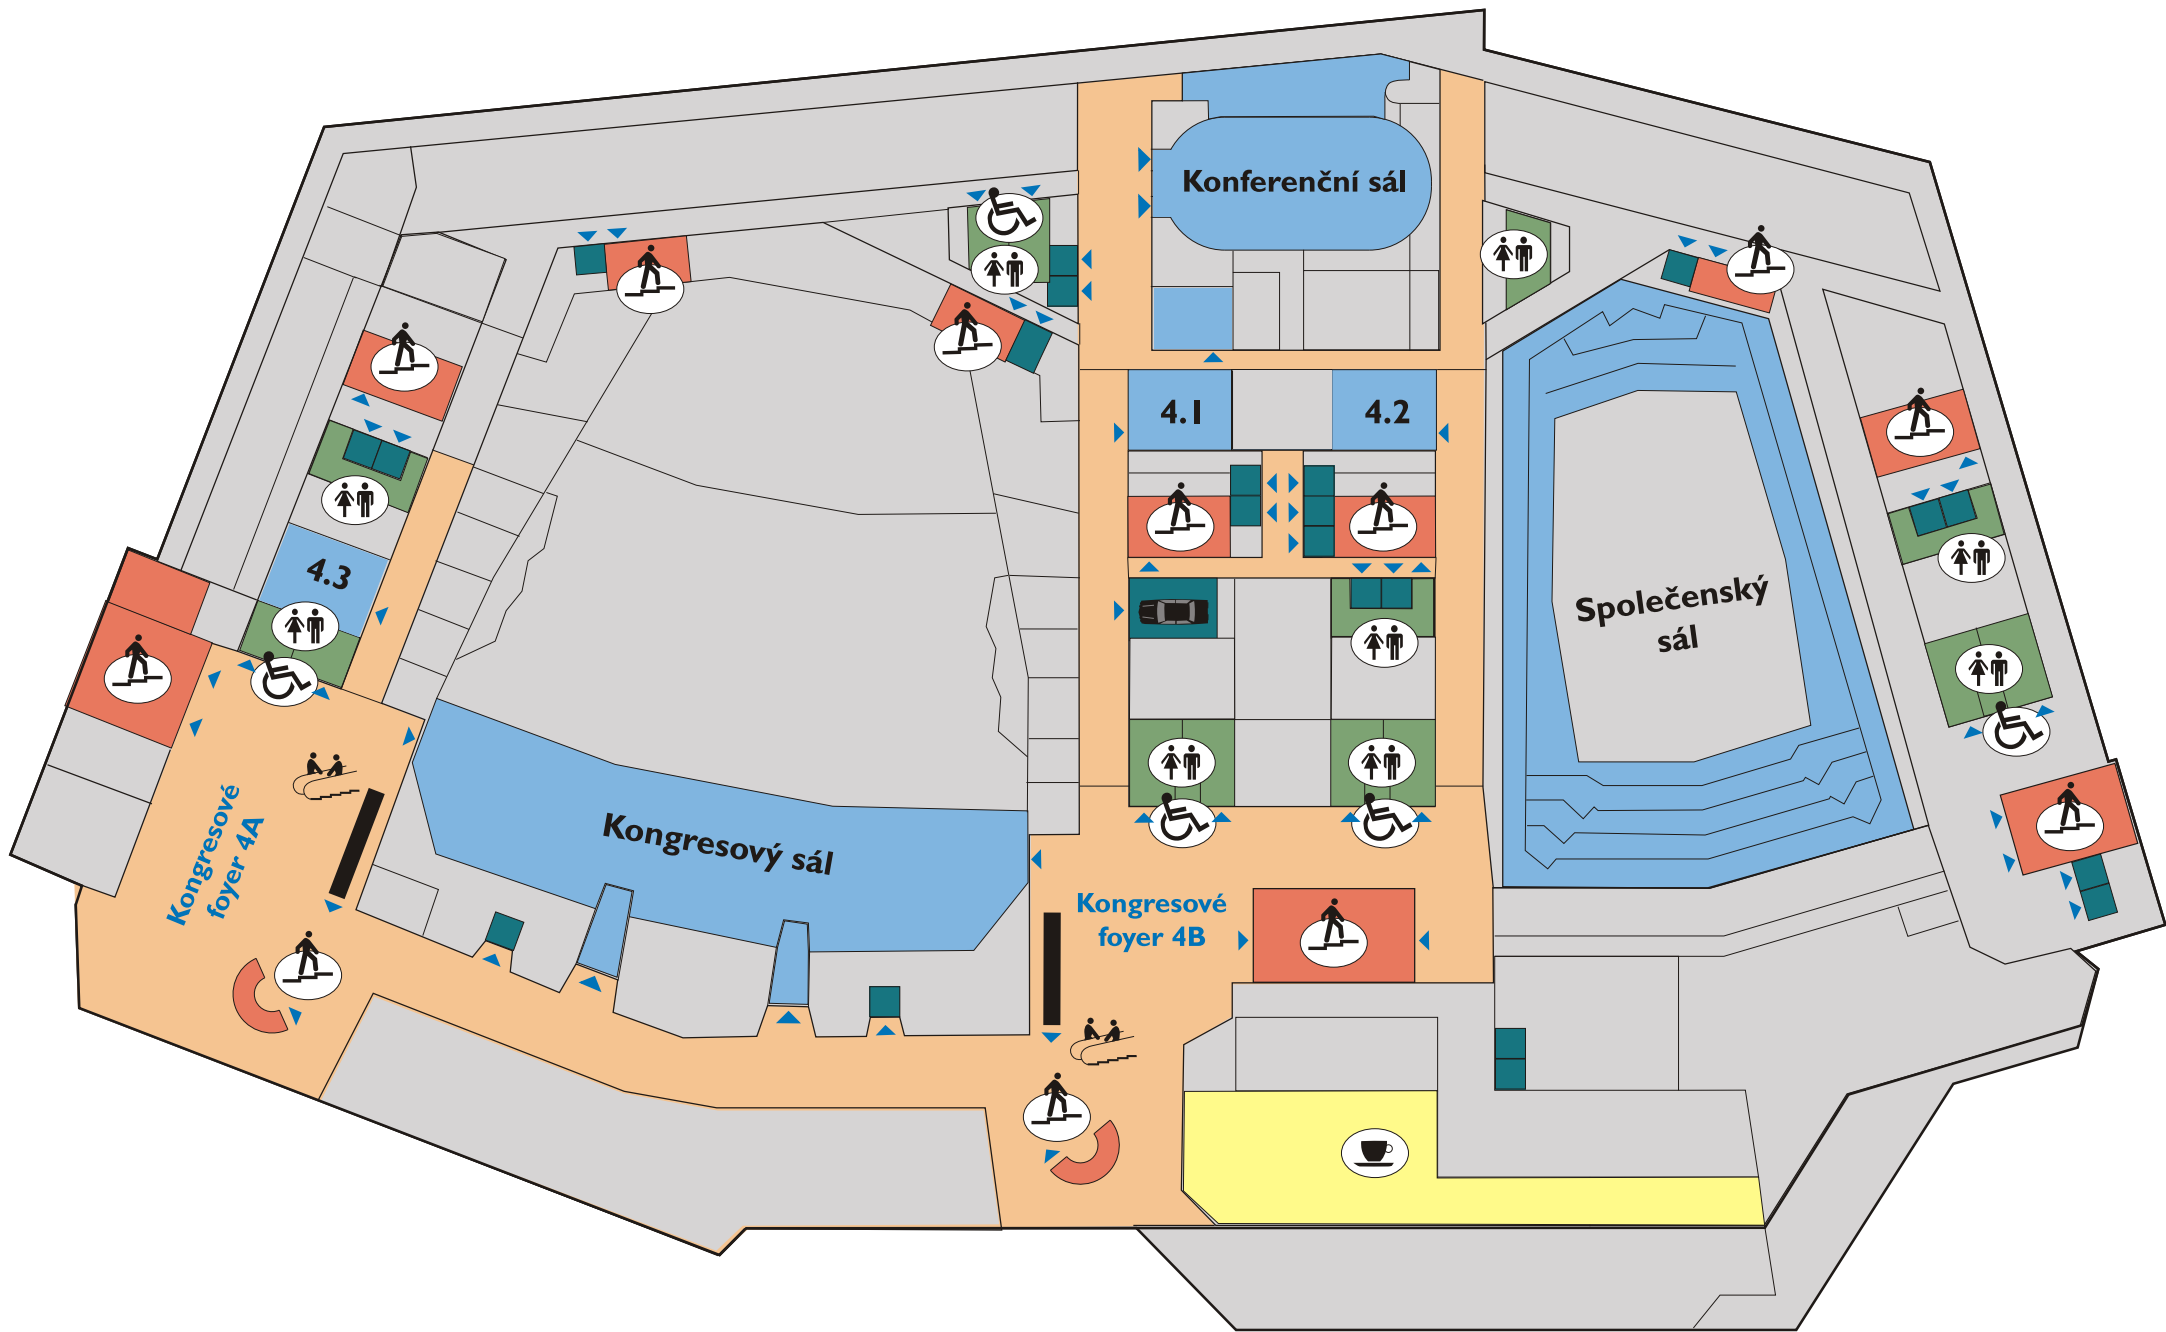 Konferenční sál
4.1
4.2
4.3
Společenský
sál
Kongresové
foyer 4A
Kongresový sál
Kongresové
foyer 4B